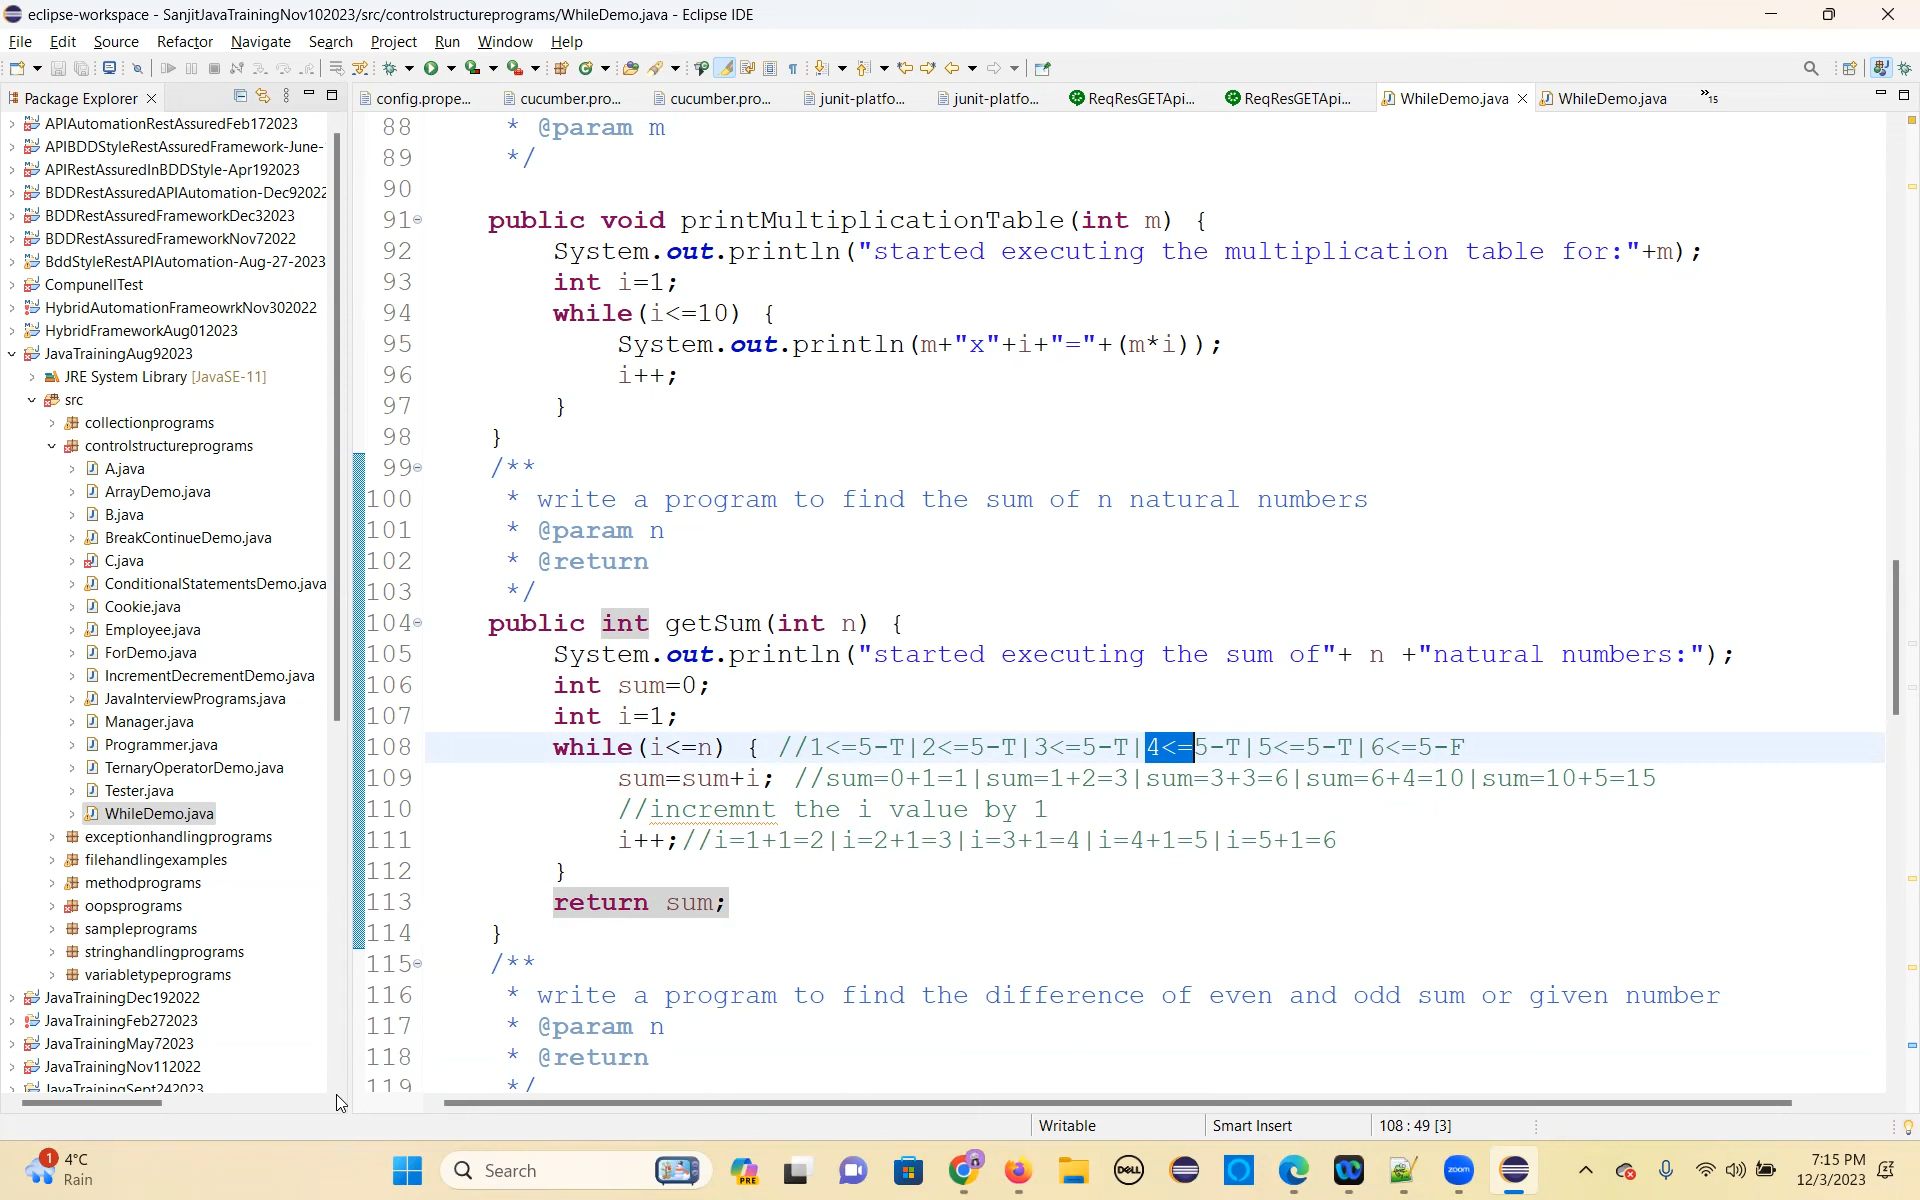 eclipse-workspace - SanjitJavaTrainingNov102023/src/controlstructureprograms/WhileDemo.java - Eclipse IDE
File Edit Source Refactor Navigate Search Project Run Window Help
Package Explorer
config.prope... cucumber.pro... cucumber.pro... junit-platfo... junit-platfo... ReqResGETApi... ReqResGETApi... WhileDemo.java WhileDemo.java »15
APIAutomationRestAssuredFeb172023
APIBDDStyleRestAssuredFramework-June-
APIRestAssuredInBDDStyle-Apr192023
BDDRestAssuredAPIAutomation-Dec92022
BDDRestAssuredFrameworkDec32023
BDDRestAssuredFrameworkNov72022
BddStyleRestAPIAutomation-Aug-27-2023
CompunellTest
HybridAutomationFrameowrkNov302022
HybridFrameworkAug012023
JavaTrainingAug92023
JRE System Library [JavaSE-11]
src
collectionprograms
controlstructureprograms
A.java
ArrayDemo.java
B.java
BreakContinueDemo.java
C.java
ConditionalStatementsDemo.java
Cookie.java
Employee.java
ForDemo.java
IncrementDecrementDemo.java
JavaInterviewPrograms.java
Manager.java
Programmer.java
TernaryOperatorDemo.java
Tester.java
WhileDemo.java
exceptionhandlingprograms
filehandlingexamples
methodprograms
oopsprograms
sampleprograms
stringhandlingprograms
variabletypeprograms
JavaTrainingDec192022
JavaTrainingFeb272023
JavaTrainingMay72023
JavaTrainingNov112022
JavaTrainingSept242023
88 * @param m
89 */
90
91 public void printMultiplicationTable(int m) {
92 System.out.println("started executing the multiplication table for:"+m);
93 int i=1;
94 while(i<=10) {
95 System.out.println(m+"x"+i+"="+(m*i));
96 i++;
97 }
98 }
99 /**
100 * write a program to find the sum of n natural numbers
101 * @param n
102 * @return
103 */
104 public int getSum(int n) {
105 System.out.println("started executing the sum of"+ n +"natural numbers:");
106 int sum=0;
107 int i=1;
108 while(i<=n) { //1<=5-T|2<=5-T|3<=5-T|4<=5-T|5<=5-T|6<=5-F
109 sum=sum+i; //sum=0+1=1|sum=1+2=3|sum=3+3=6|sum=6+4=10|sum=10+5=15
110 //incremnt the i value by 1
111 i++;//i=1+1=2|i=2+1=3|i=3+1=4|i=4+1=5|i=5+1=6
112 }
113 return sum;
114 }
115 /**
116 * write a program to find the difference of even and odd sum or given number
117 * @param n
118 * @return
119 */
Writable Smart Insert 108 : 49 [3]
1
4°C
Rain
Search
PRE
DELL
zoom
7:15 PM
12/3/2023